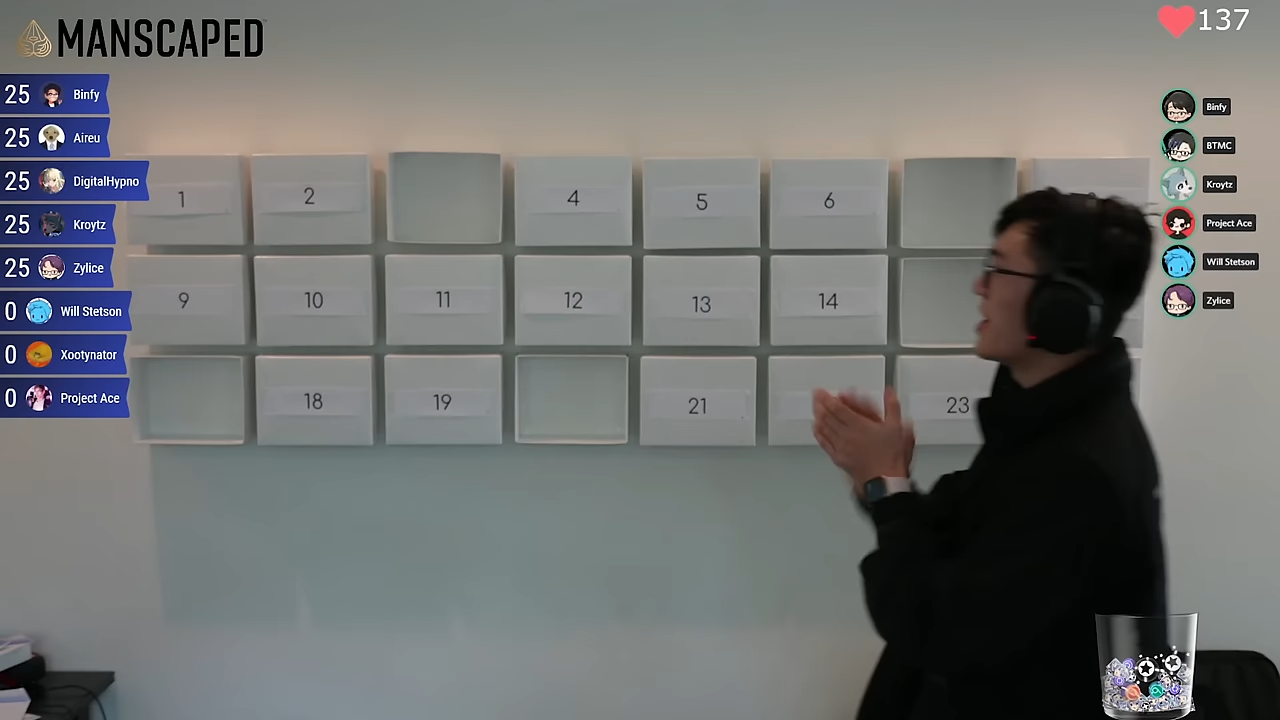 MANSCAPED
137
25 Binfy
25 Aireu
25 DigitalHypno
25 Kroytz
25 Zylice
0 Will Stetson
0 Xootynator
0 Project Ace
Binfy
BTMC
Kroytz
Project Ace
Will Stetson
Zylice
1 2 4 5 6
9 10 11 12 13 14
18 19 21 23